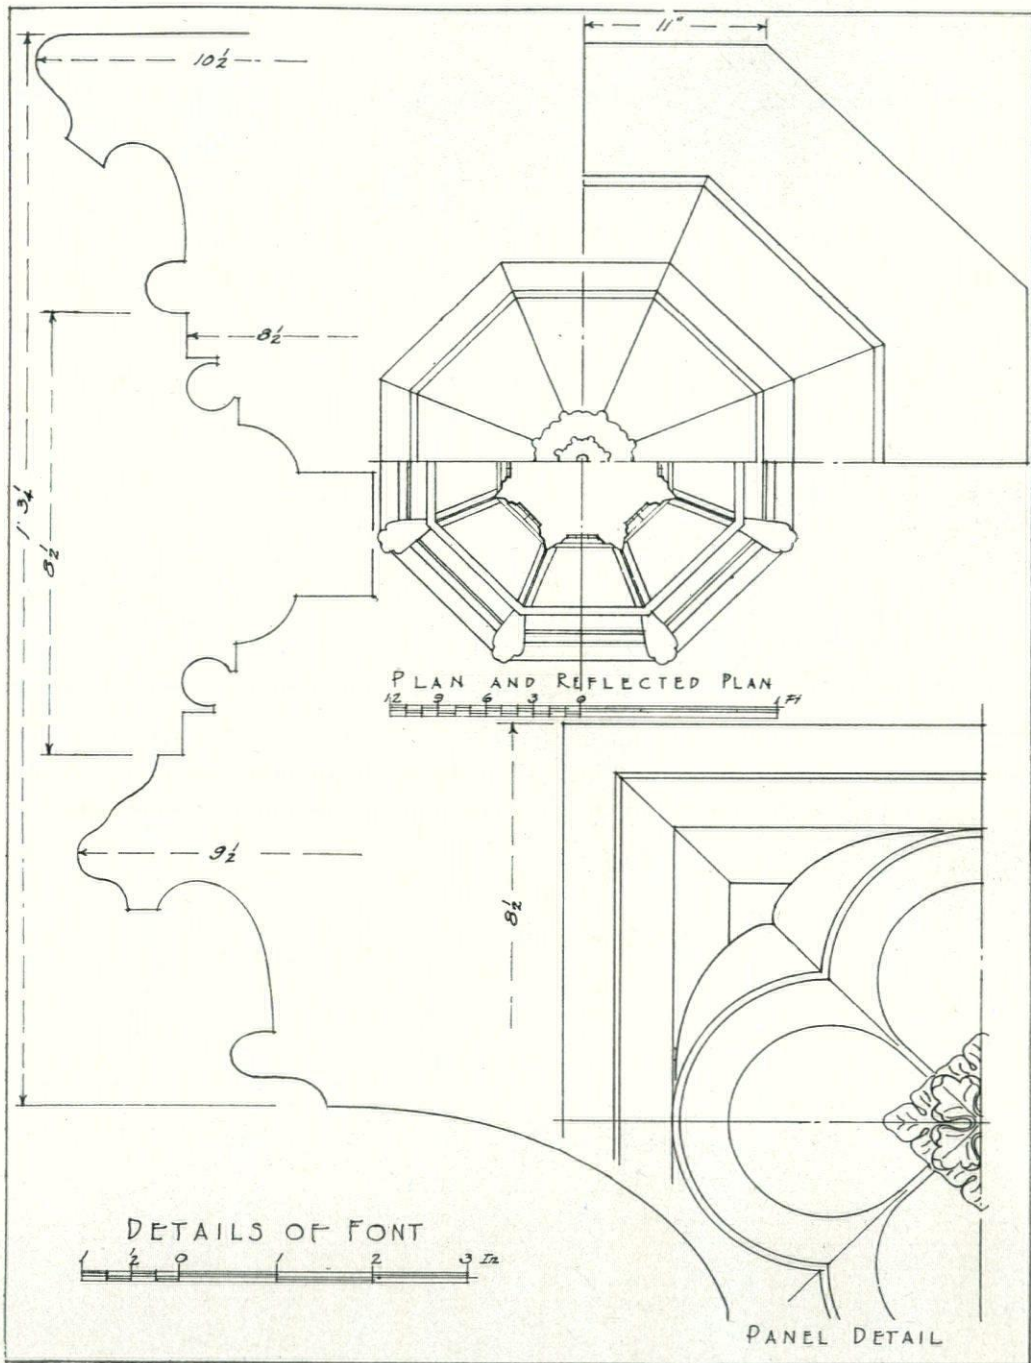 11"
10½
8½
1' 3¼
8½
PLAN AND REFLECTED PLAN
12 9 6 3 0 1 Ft
9½
8½
DETAILS OF FONT
1 ½ 0 1 2 3 In
PANEL DETAIL